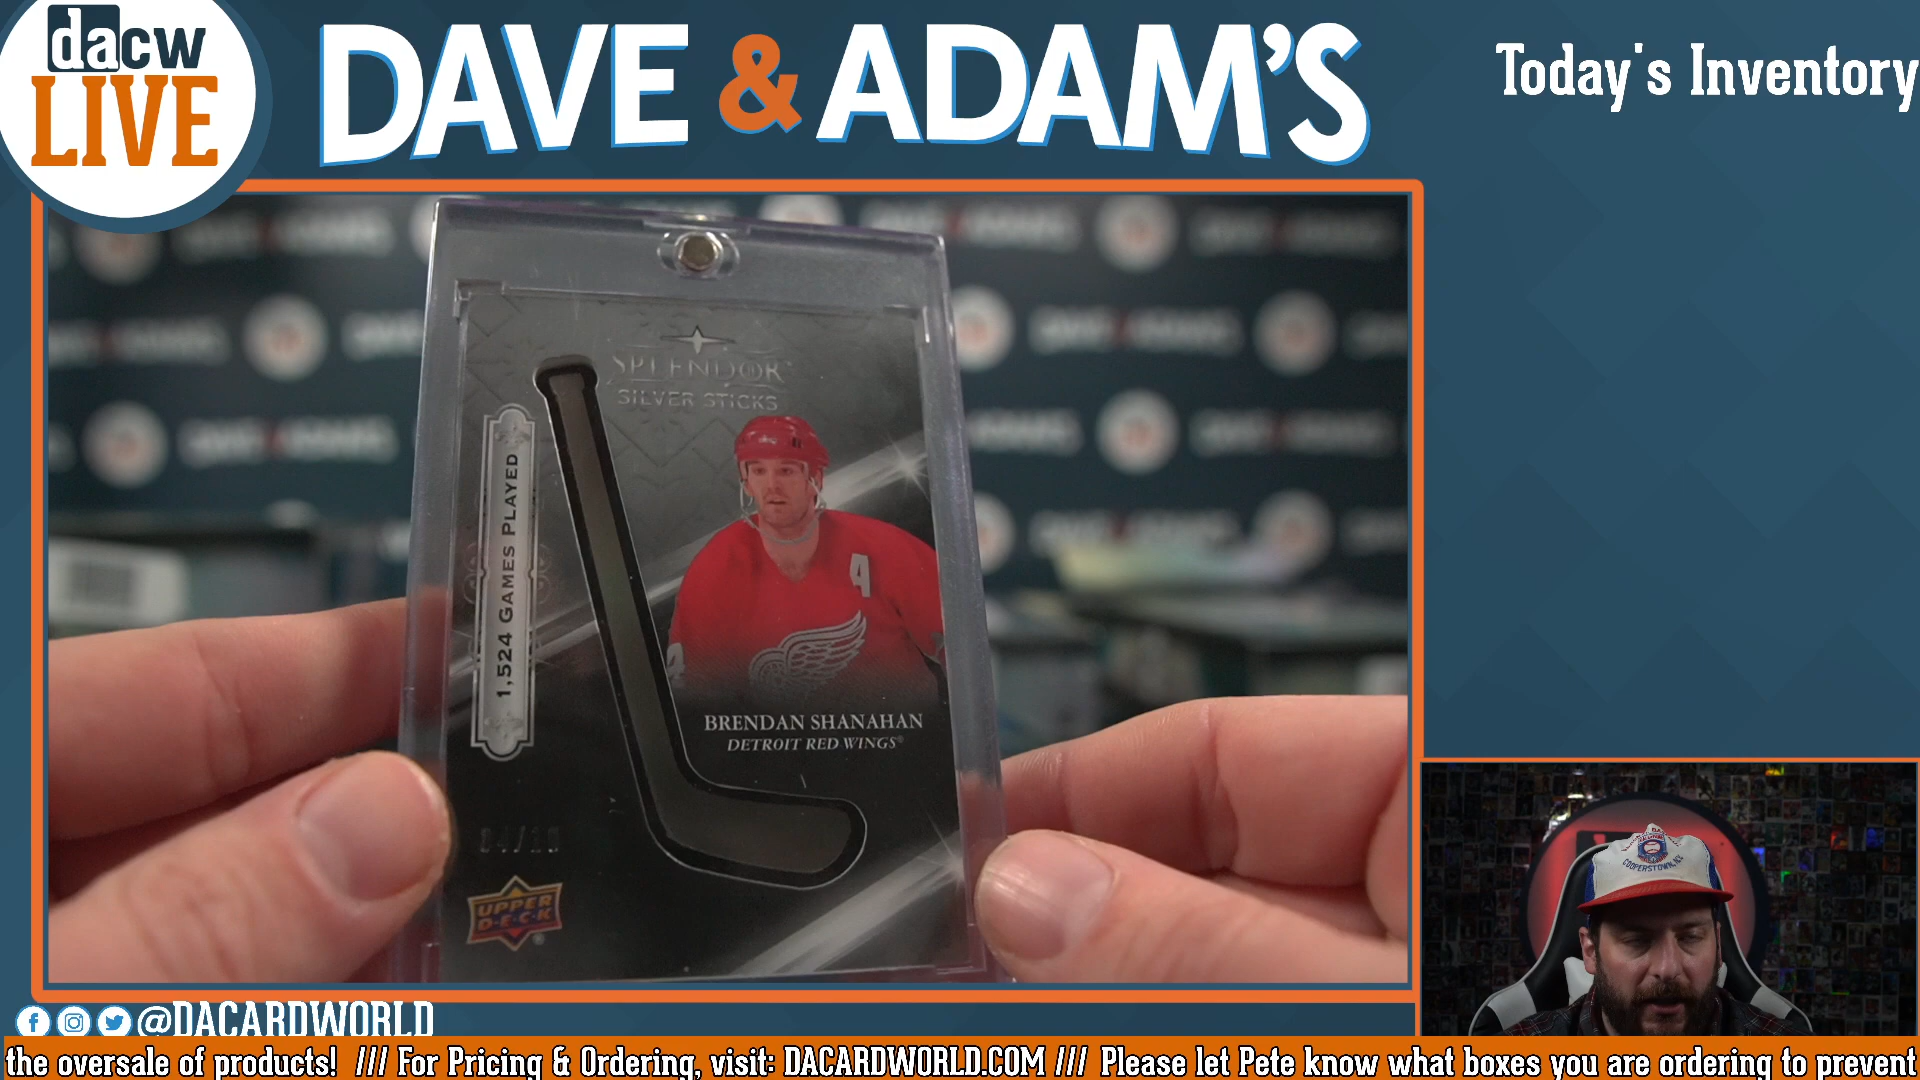 dacw
LIVE
DAVE & ADAM'S
Today's Inventory
SPLENDOR
SILVER STICKS
1,524 GAMES PLAYED
A
BRENDAN SHANAHAN
DETROIT RED WINGS®
UPPER
D·E·C·K
COOPERSTOWN, N.Y.
@DACARDWORLD
the oversale of products! /// For Pricing & Ordering, visit: DACARDWORLD.COM /// Please let Pete know what boxes you are ordering to prevent